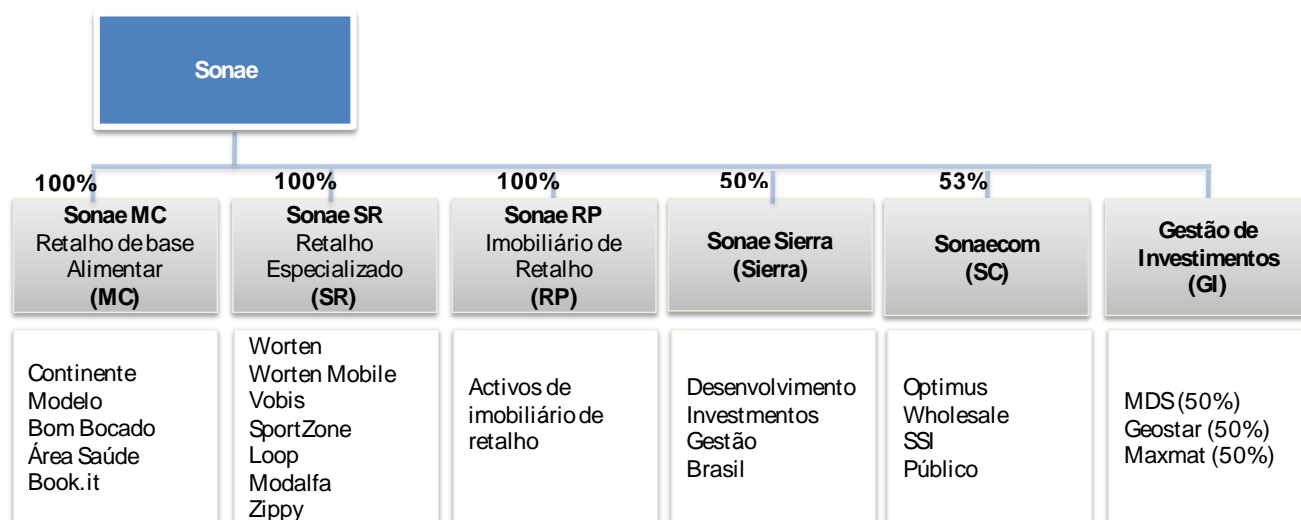 Sonae
100%
Sonae MC
Retalho de base
Alimentar
(MC)
Continente
Modelo
Bom Bocado
Área Saúde
Book.it
100%
Sonae SR
Retalho
Especializado
(SR)
Worten
Worten Mobile
Vobis
SportZone
Loop
Modalfa
Zippy
100%
Sonae RP
Imobiliário de
Retalho
(RP)
Activos de
imobiliário de
retalho
50%
Sonae Sierra
(Sierra)
Desenvolvimento
Investmentos
Gestão
Brasil
53%
Sonaecom
(SC)
Optimus
Wholesale
SSI
Público
Gestão de
Investimentos
(GI)
MDS (50%)
Geostar (50%)
Maxmat (50%)